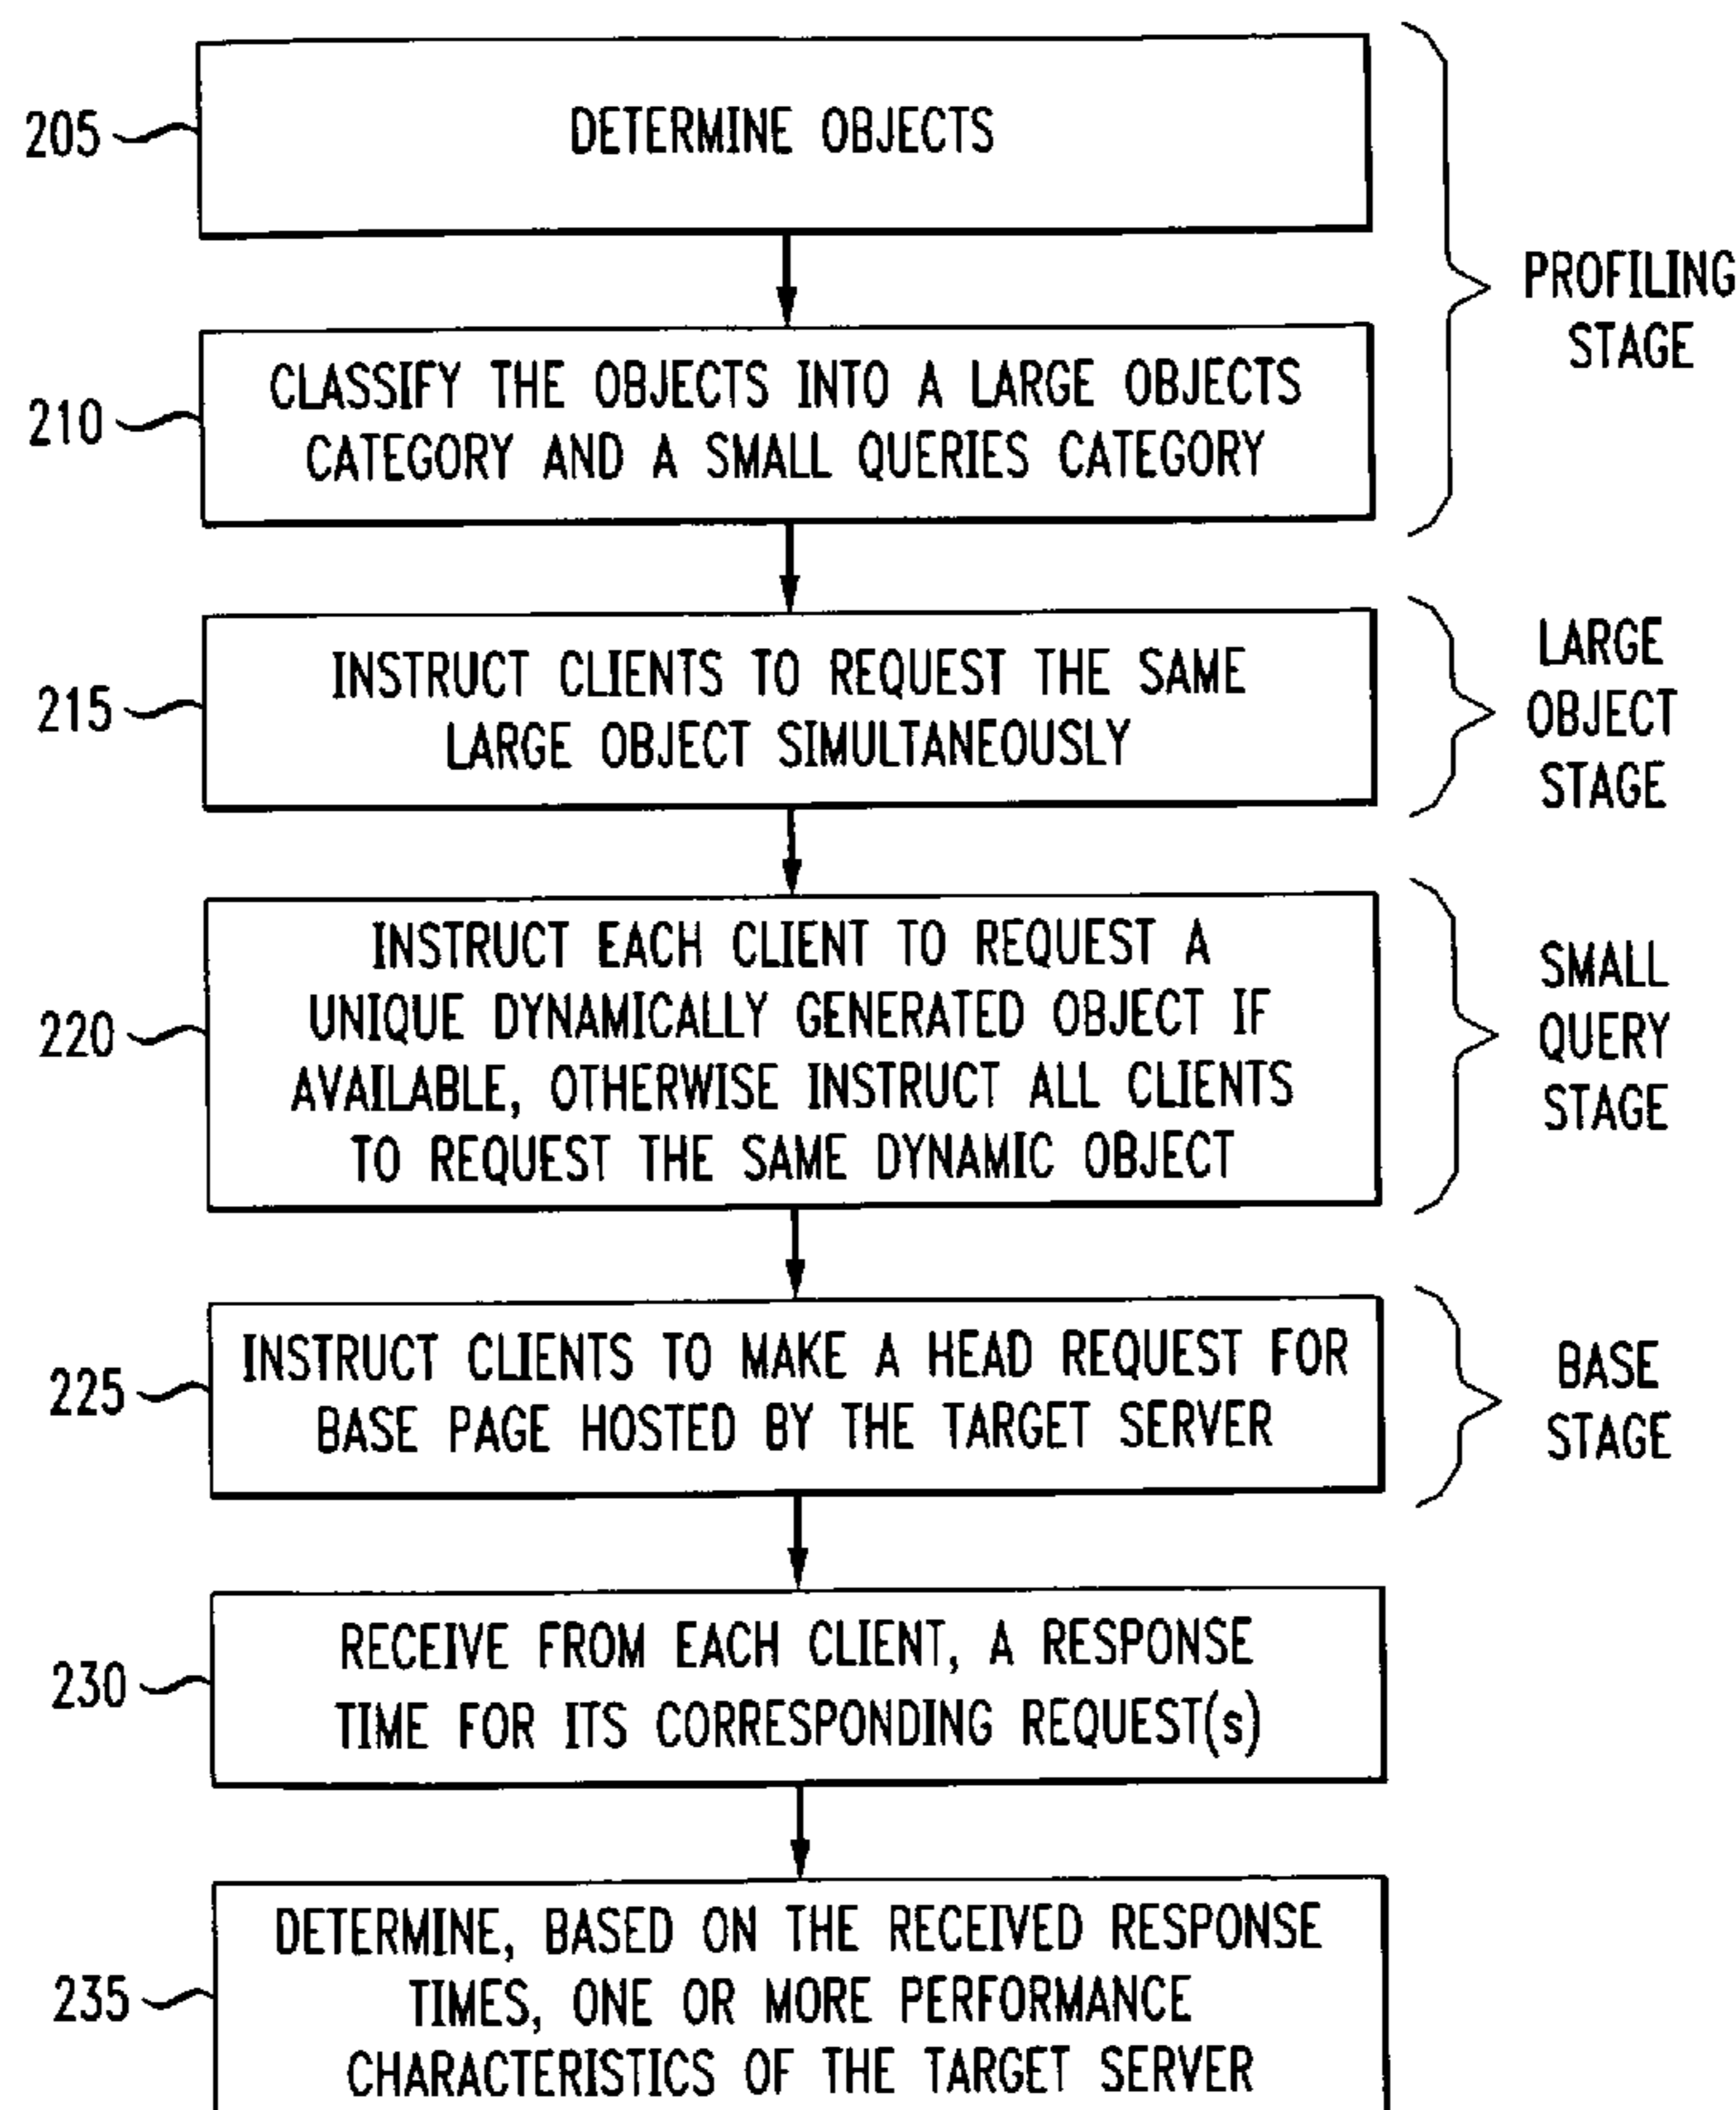 205
DETERMINE OBJECTS
PROFILING
STAGE
210
CLASSIFY THE OBJECTS INTO A LARGE OBJECTS
CATEGORY AND A SMALL QUERIES CATEGORY
215
INSTRUCT CLIENTS TO REQUEST THE SAME
LARGE OBJECT SIMULTANEOUSLY
LARGE
OBJECT
STAGE
220
INSTRUCT EACH CLIENT TO REQUEST A
UNIQUE DYNAMICALLY GENERATED OBJECT IF
AVAILABLE, OTHERWISE INSTRUCT ALL CLIENTS
TO REQUEST THE SAME DYNAMIC OBJECT
SMALL
QUERY
STAGE
225
INSTRUCT CLIENTS TO MAKE A HEAD REQUEST FOR
BASE PAGE HOSTED BY THE TARGET SERVER
BASE
STAGE
230
RECEIVE FROM EACH CLIENT, A RESPONSE
TIME FOR ITS CORRESPONDING REQUEST(s)
235
DETERMINE, BASED ON THE RECEIVED RESPONSE
TIMES, ONE OR MORE PERFORMANCE
CHARACTERISTICS OF THE TARGET SERVER